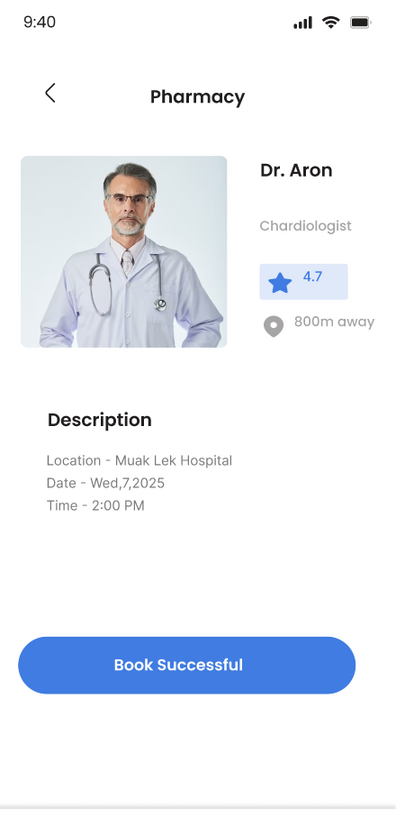 9:40
Pharmacy
Dr. Aron
Chardiologist
4.7
800m away
Description
Location - Muak Lek Hospital
Date - Wed,7,2025
Time - 2:00 PM
Book Successful